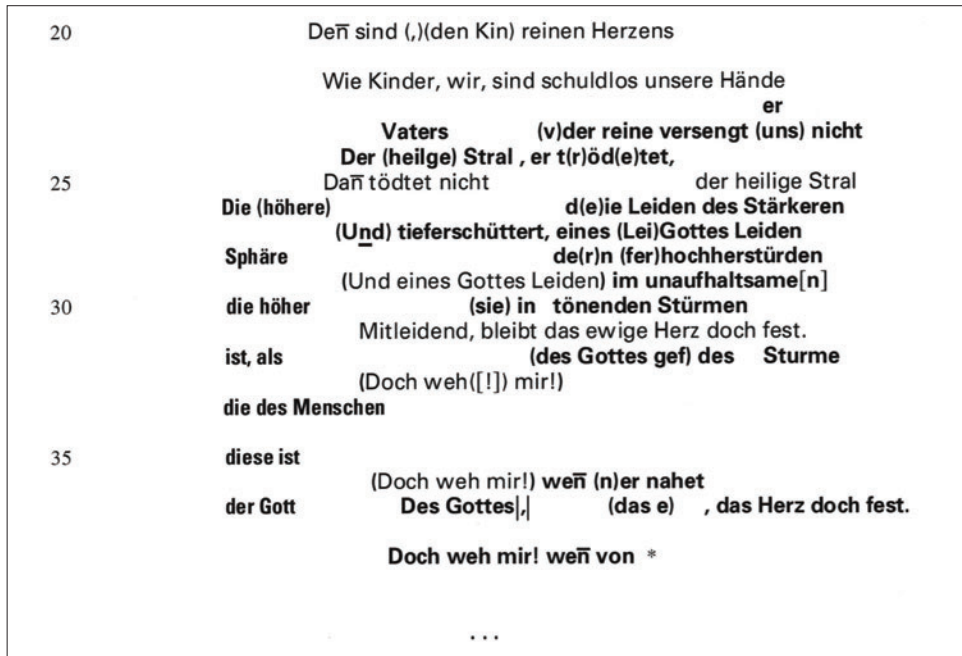 20 Den̅ sind (,)(den Kin) reinen Herzens
Wie Kinder, wir, sind schuldlos unsere Hände
er
Vaters (v)der reine versengt (uns) nicht
Der (heilge) Stral , er t(r)öd(e)tet,
25 Dan̅ tödtet nicht der heilige Stral
Die (höhere) d(e)ie Leiden des Stärkeren
(Und) tieferschüttert, eines (Lei)Gottes Leiden
Sphäre de(r)n (fer)hochherstürden
(Und eines Gottes Leiden) im unaufhaltsame[n]
30 die höher (sie) in tönenden Stürmen
Mitleidend, bleibt das ewige Herz doch fest.
ist, als (des Gottes gef) des Sturme
(Doch weh([!]) mir!)
die des Menschen
35 diese ist
(Doch weh mir!) wen̅ (n)er nahet
der Gott Des Gottes|,| (das e) , das Herz doch fest.
Doch weh mir! wen̅ von *
...